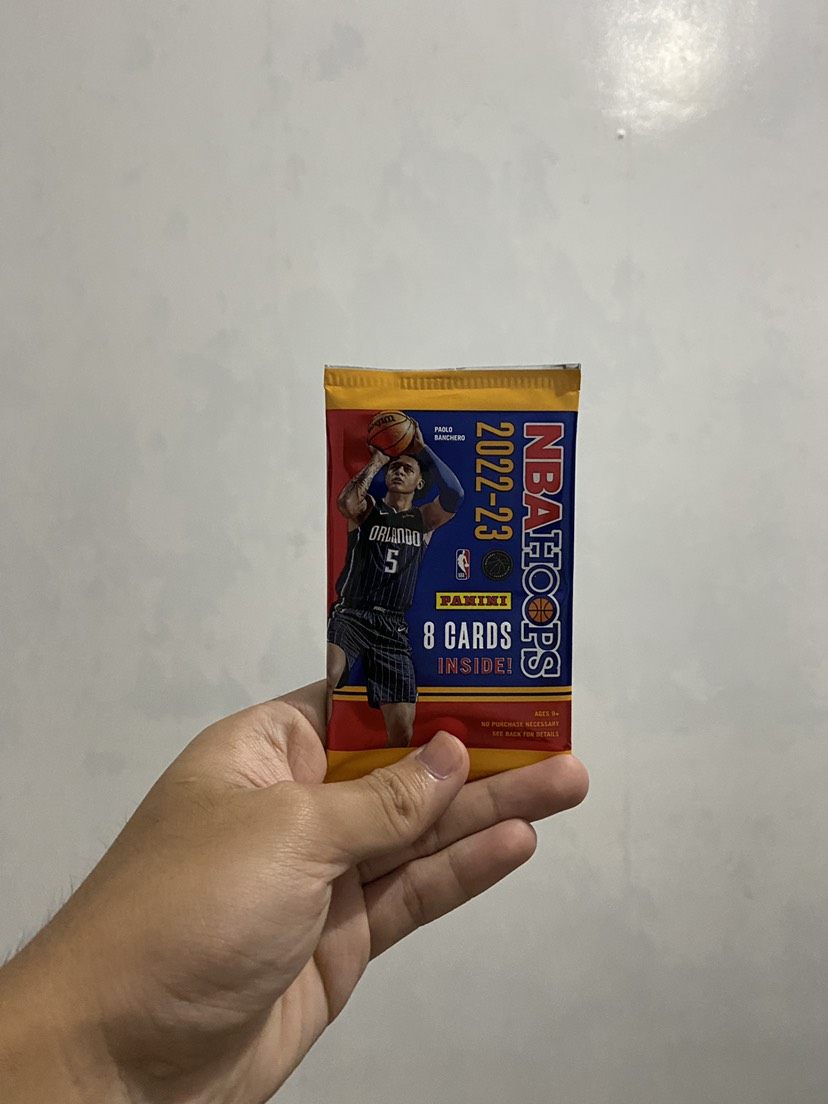 PAOLO
BANCHERO
2022-23
NBA HOOPS
ORLANDO
5
PANINI
8 CARDS
INSIDE!
AGES 9+
NO PURCHASE NECESSARY
SEE BACK FOR DETAILS